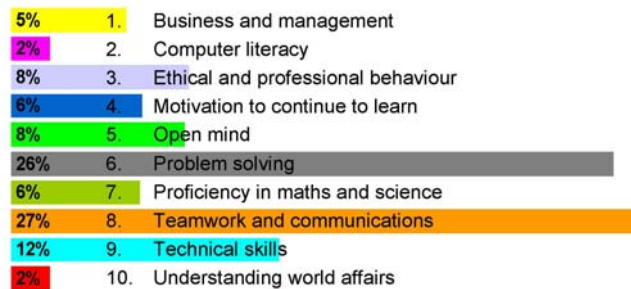 5% 1. Business and management
2% 2. Computer literacy
8% 3. Ethical and professional behaviour
6% 4. Motivation to continue to learn
8% 5. Open mind
26% 6. Problem solving
6% 7. Proficiency in maths and science
27% 8. Teamwork and communications
12% 9. Technical skills
2% 10. Understanding world affairs